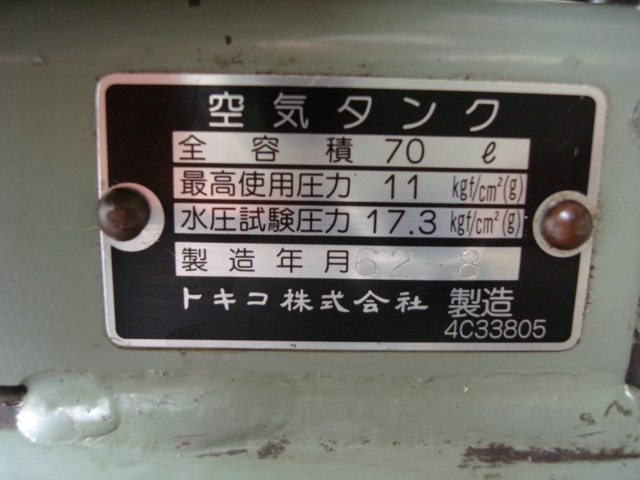 空気タンク
全容積 70 ℓ
最高使用圧力 11 kgf/cm²(g)
水圧試験圧力 17.3 kgf/cm²(g)
製造年月 62-8
トキコ株式会社 製造
4C33805